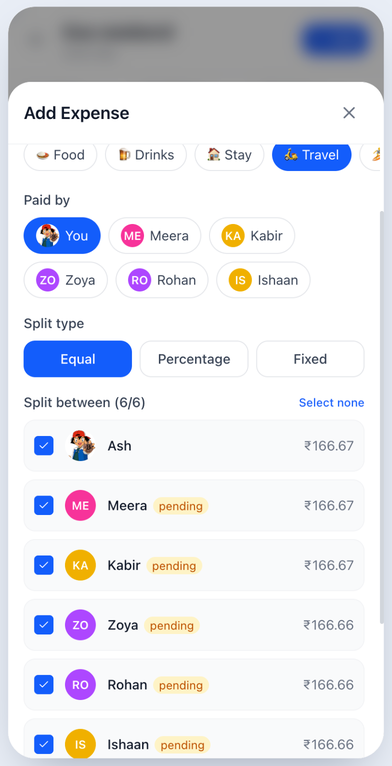 Add Expense
Food Drinks Stay Travel
Paid by
You ME Meera KA Kabir
ZO Zoya RO Rohan IS Ishaan
Split type
Equal Percentage Fixed
Split between (6/6) Select none
Ash ₹166.67
ME Meera pending ₹166.67
KA Kabir pending ₹166.67
ZO Zoya pending ₹166.66
RO Rohan pending ₹166.66
IS Ishaan pending ₹166.66